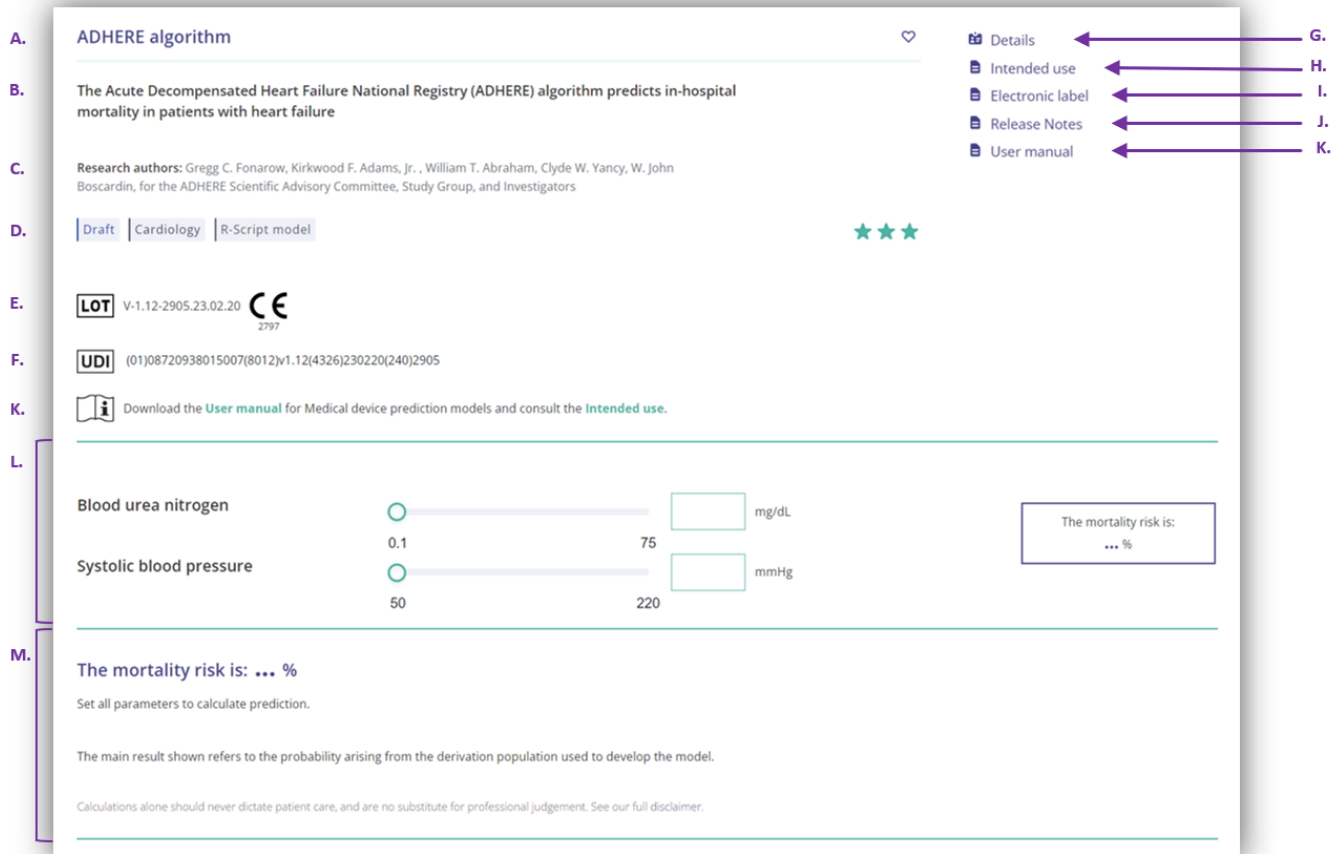 A. ADHERE algorithm Details G.
Intended use H.
B. The Acute Decompensated Heart Failure National Registry (ADHERE) algorithm predicts in-hospital Electronic label I.
mortality in patients with heart failure Release Notes J.
User manual K.
C. Research authors: Gregg C. Fonarow, Kirkwood F. Adams, Jr. , William T. Abraham, Clyde W. Yancy, W. John
Boscardin, for the ADHERE Scientific Advisory Committee, Study Group, and Investigators
D. Draft Cardiology R-Script model
E. LOT V-1.12-2905.23.02.20 CE
2797
F. UDI (01)08720938015007(8012)v1.12(4326)230220(240)2905
K. i Download the User manual for Medical device prediction models and consult the Intended use.
L.
Blood urea nitrogen mg/dL The mortality risk is:
0.1 75 ... %
Systolic blood pressure mmHg
50 220
M.
The mortality risk is: ... %
Set all parameters to calculate prediction.
The main result shown refers to the probability arising from the derivation population used to develop the model.
Calculations alone should never dictate patient care, and are no substitute for professional judgement. See our full disclaimer.